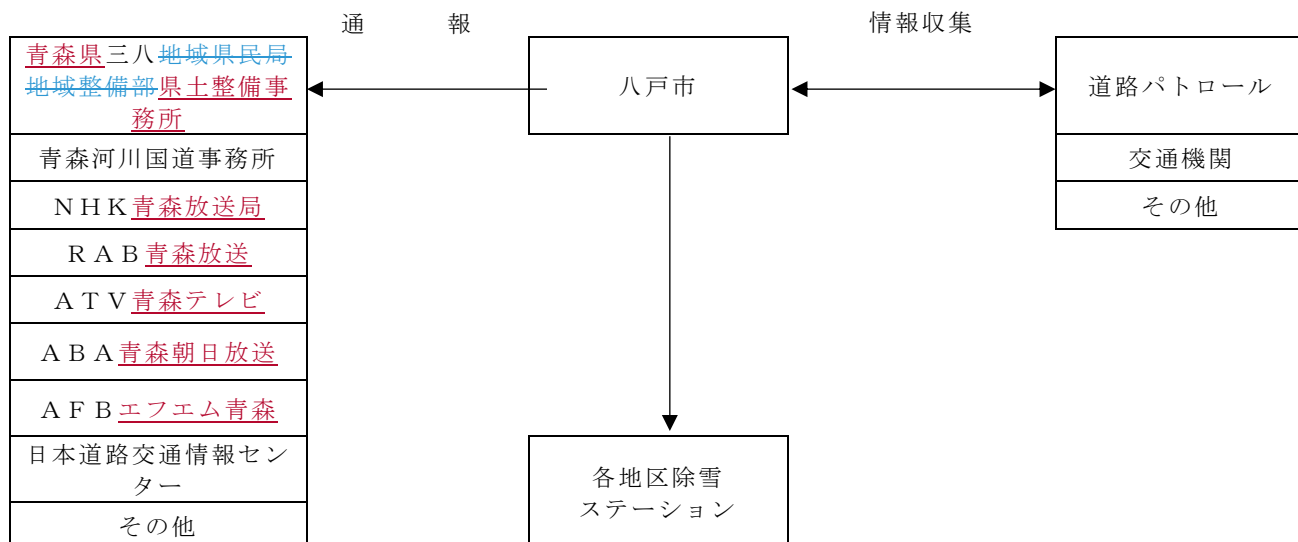 通　　報
情報収集
青森県三八地域県民局
地域整備部県土整備事
務所
青森河川国道事務所
ＮＨＫ青森放送局
ＲＡＢ青森放送
ＡＴＶ青森テレビ
ＡＢＡ青森朝日放送
ＡＦＢエフエム青森
日本道路交通情報セン
ター
その他
八戸市
各地区除雪
ステーション
道路パトロール
交通機関
その他